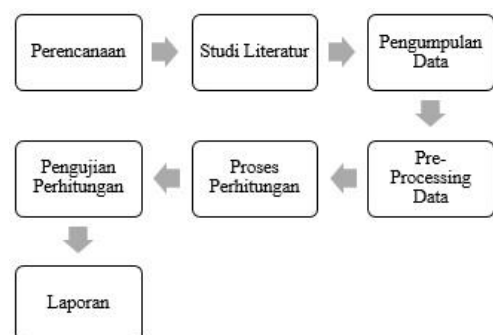 Perencanaan
Studi Literatur
Pengumpulan
Data
Pre-
Processing
Data
Proses
Perhitungan
Pengujian
Perhitungan
Laporan